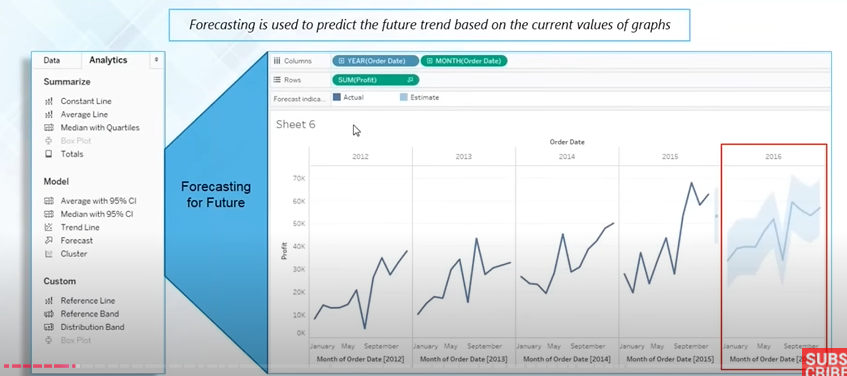 Forecasting is used to predict the future trend based on the current values of graphs
Data
Analytics
Summarize
Constant Line
Average Line
Median with Quartiles
Box Plot
Totals
Model
Average with 95% CI
Median with 95% CI
Trend Line
Forecast
Cluster
Custom
Reference Line
Reference Band
Distribution Band
Box Plot
Forecasting
for Future
Columns
YEAR(Order Date)
MONTH(Order Date)
Rows
SUM(Profit)
Forecast indica...
Actual
Estimate
Sheet 6
Order Date
2012
2013
2014
2015
2016
Profit
70K
60K
50K
40K
30K
20K
10K
0K
January May September
January May September
January May September
January May September
January May September
Month of Order Date [2012]
Month of Order Date [2013]
Month of Order Date [2014]
Month of Order Date [2015]
Month of Order Date [2
SUBS
CRIBE